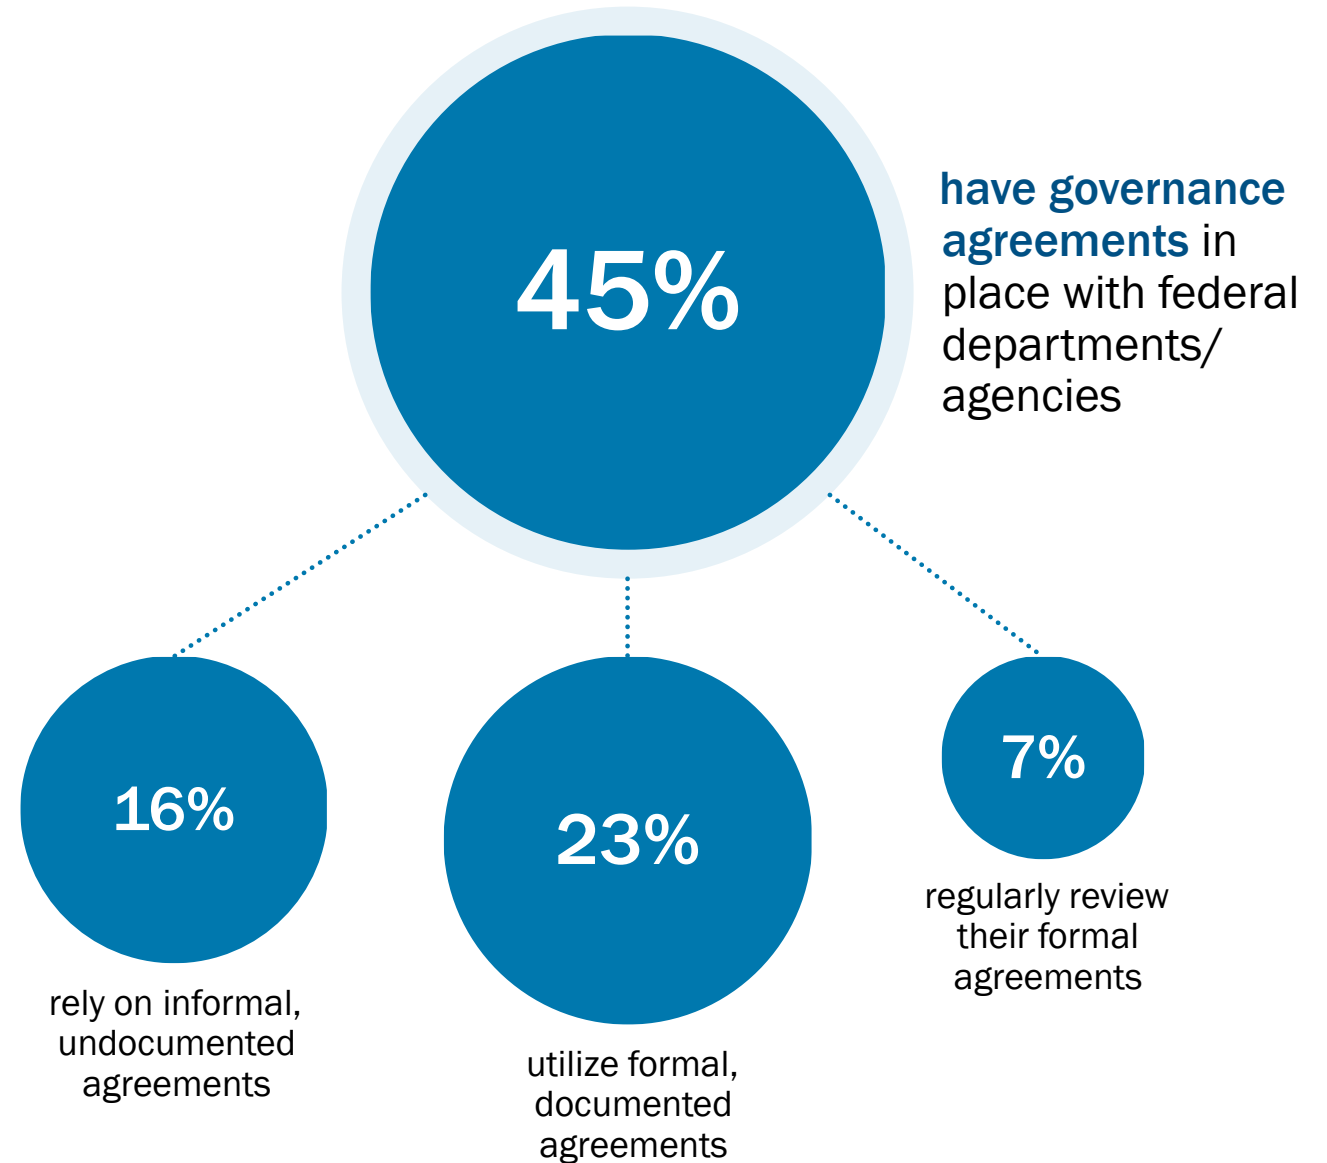 45%
have governance
agreements in
place with federal
departments/
agencies
16%
rely on informal,
undocumented
agreements
23%
utilize formal,
documented
agreements
7%
regularly review
their formal
agreements